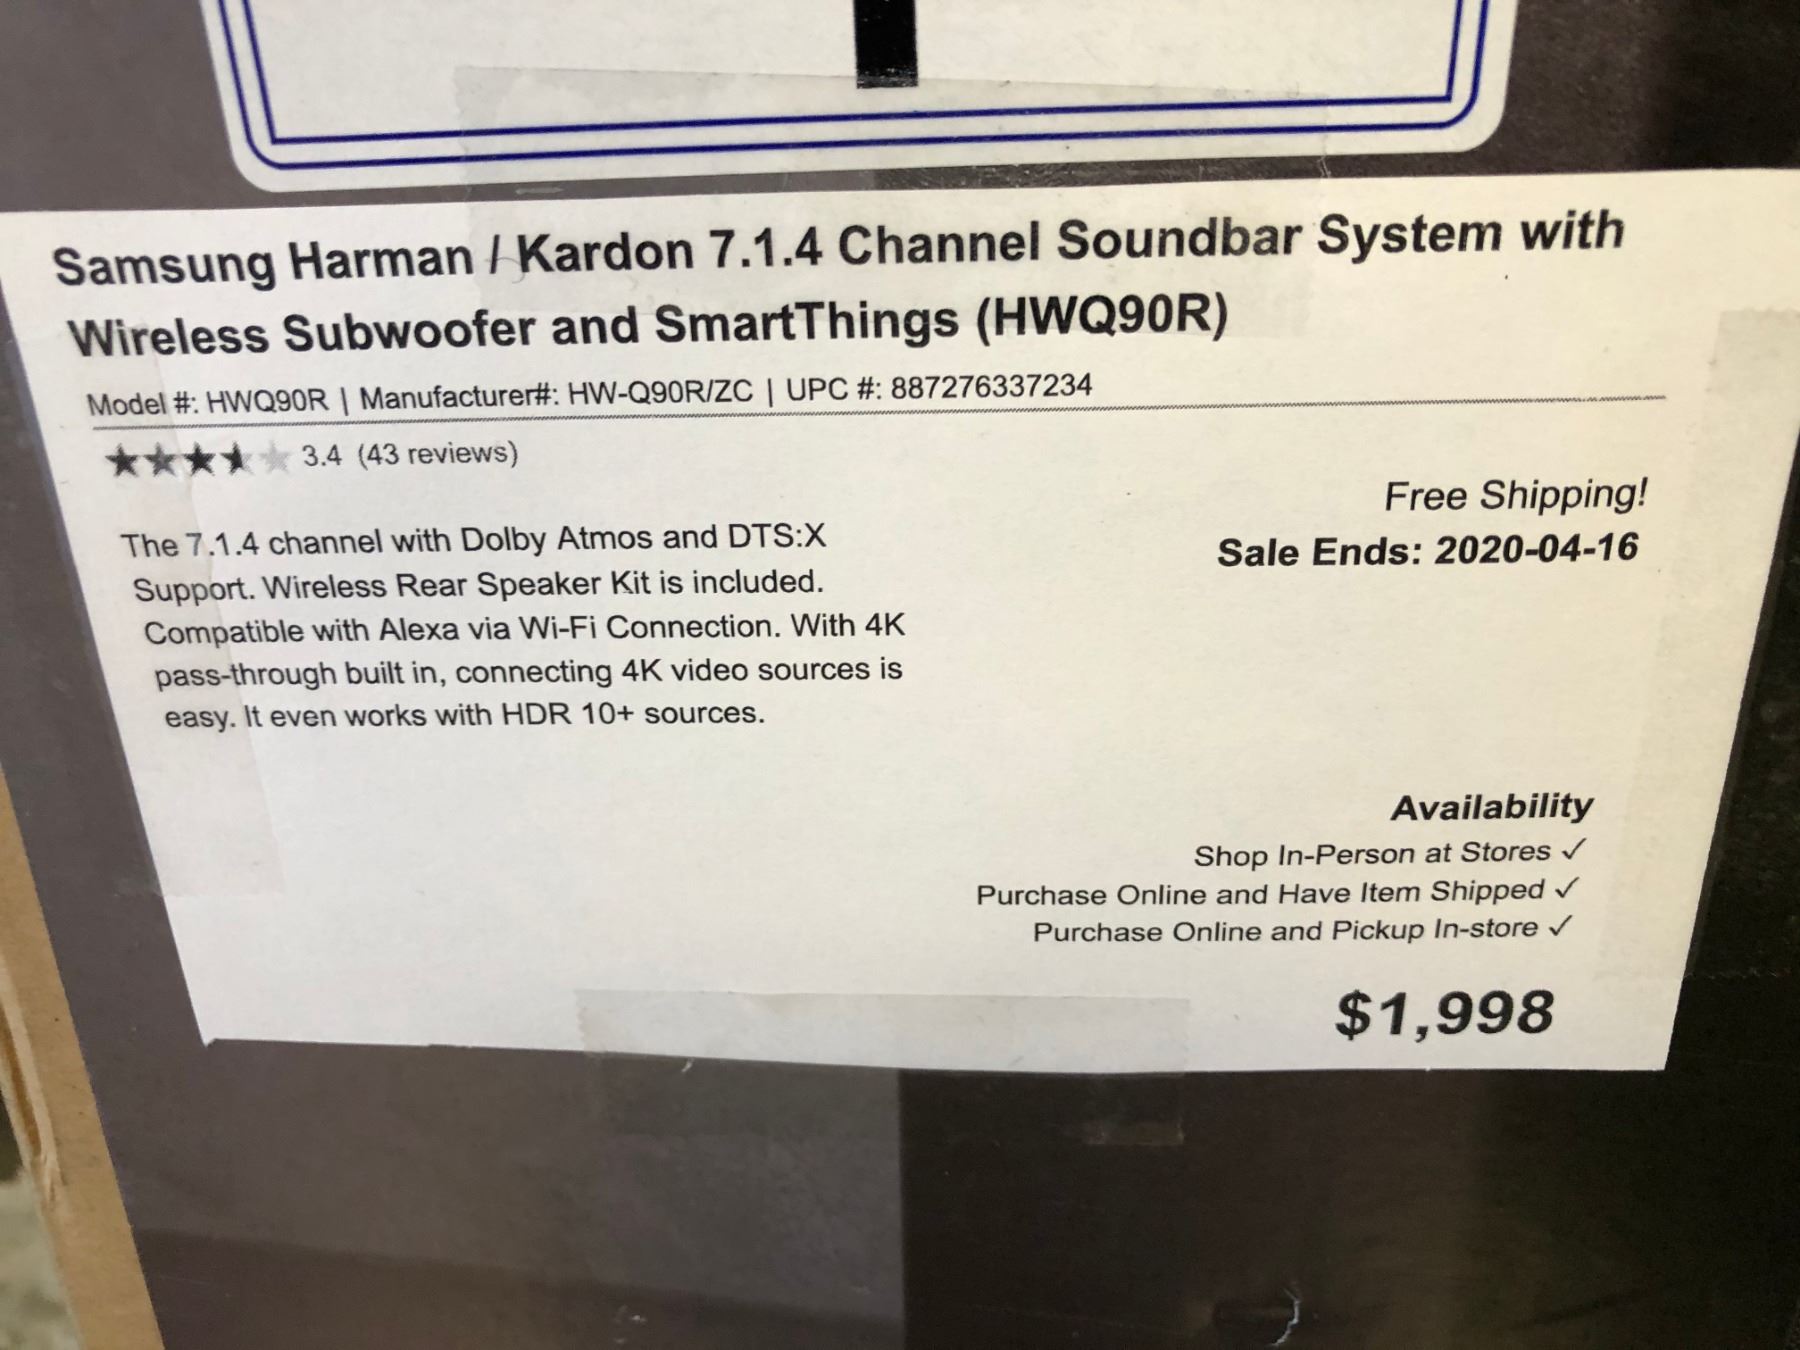 Samsung Harman / Kardon 7.1.4 Channel Soundbar System with
Wireless Subwoofer and SmartThings (HWQ90R)
Model #: HWQ90R | Manufacturer#: HW-Q90R/ZC | UPC #: 887276337234
3.4 (43 reviews)
The 7.1.4 channel with Dolby Atmos and DTS:X
Support. Wireless Rear Speaker Kit is included.
Compatible with Alexa via Wi-Fi Connection. With 4K
pass-through built in, connecting 4K video sources is
easy. It even works with HDR 10+ sources.
Free Shipping!
Sale Ends: 2020-04-16
Availability
Shop In-Person at Stores ✓
Purchase Online and Have Item Shipped ✓
Purchase Online and Pickup In-store ✓
$1,998